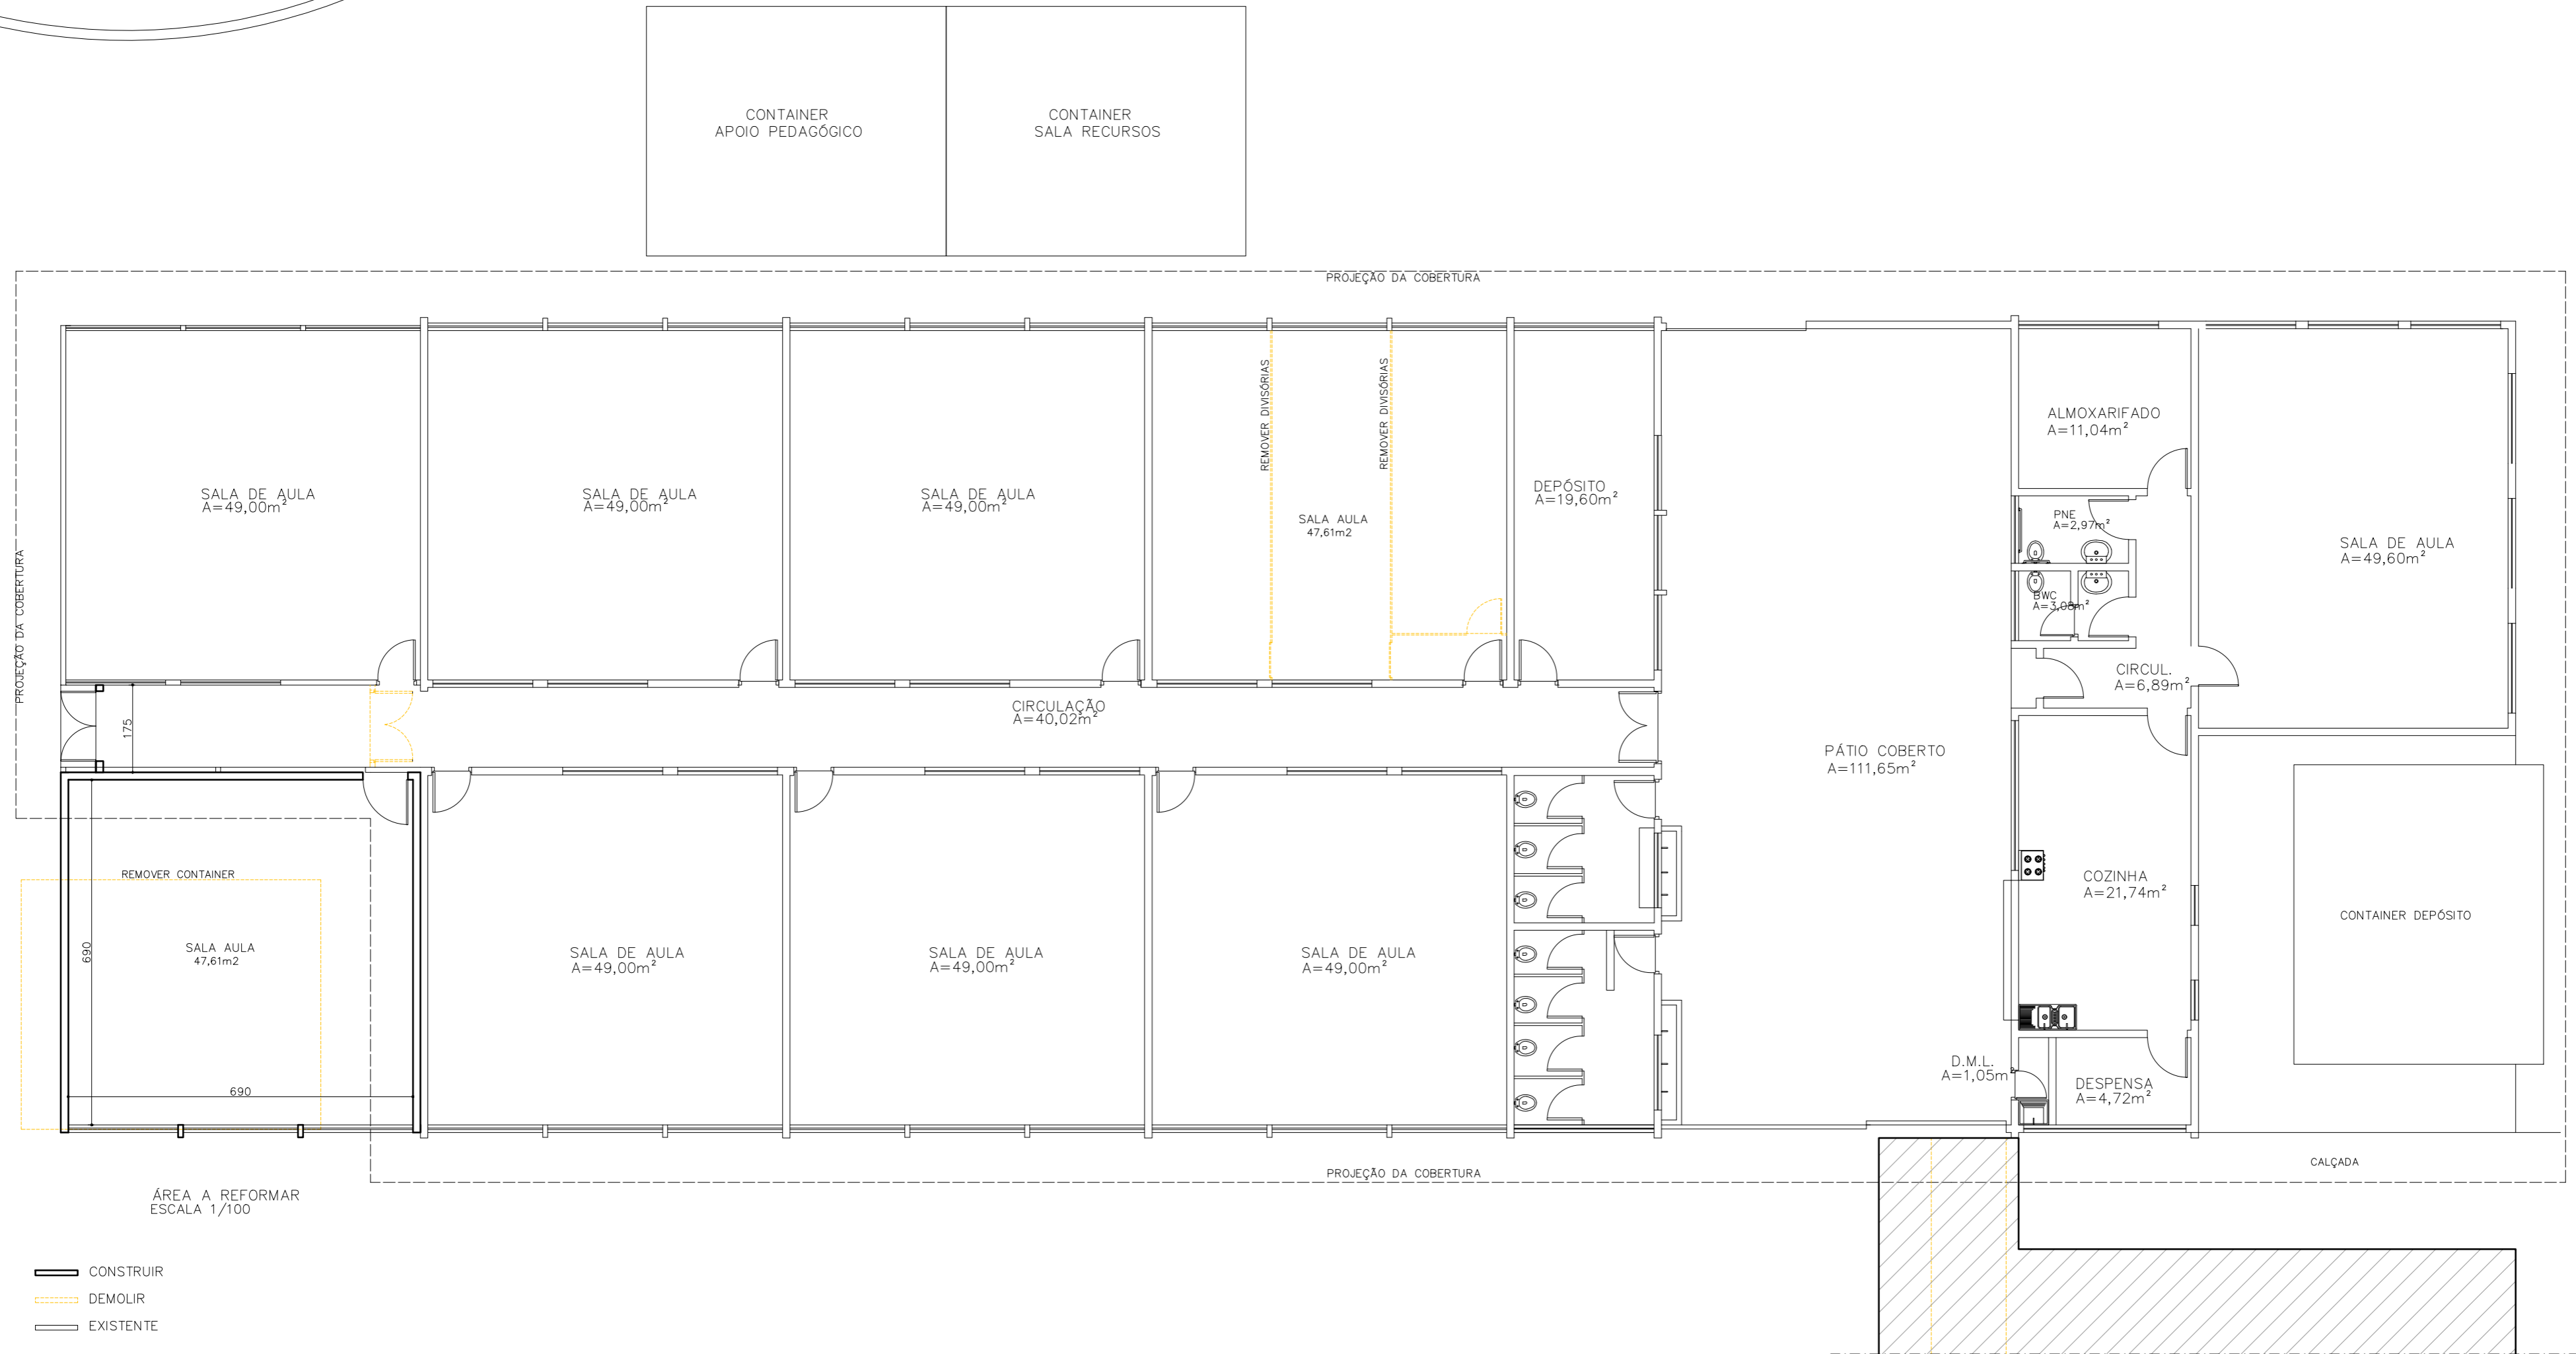 CONTAINER
APOIO PEDAGÓGICO
CONTAINER
SALA RECURSOS
PROJEÇÃO DA COBERTURA
PROJEÇÃO DA COBERTURA
SALA DE AULA
A=49,00m²
SALA DE AULA
A=49,00m²
SALA DE AULA
A=49,00m²
REMOVER DIVISÓRIAS
REMOVER DIVISÓRIAS
SALA AULA
47,61m2
DEPÓSITO
A=19,60m²
ALMOXARIFADO
A=11,04m²
PNE
A=2,97m²
BWC
A=3,08m²
SALA DE AULA
A=49,60m²
CIRCUL.
A=6,89m²
175
CIRCULAÇÃO
A=40,02m²
PÁTIO COBERTO
A=111,65m²
REMOVER CONTAINER
690
SALA AULA
47,61m2
690
SALA DE AULA
A=49,00m²
SALA DE AULA
A=49,00m²
SALA DE AULA
A=49,00m²
COZINHA
A=21,74m²
CONTAINER DEPÓSITO
D.M.L.
A=1,05m²
DESPENSA
A=4,72m²
PROJEÇÃO DA COBERTURA
CALÇADA
ÁREA A REFORMAR
ESCALA 1/100
CONSTRUIR
DEMOLIR
EXISTENTE